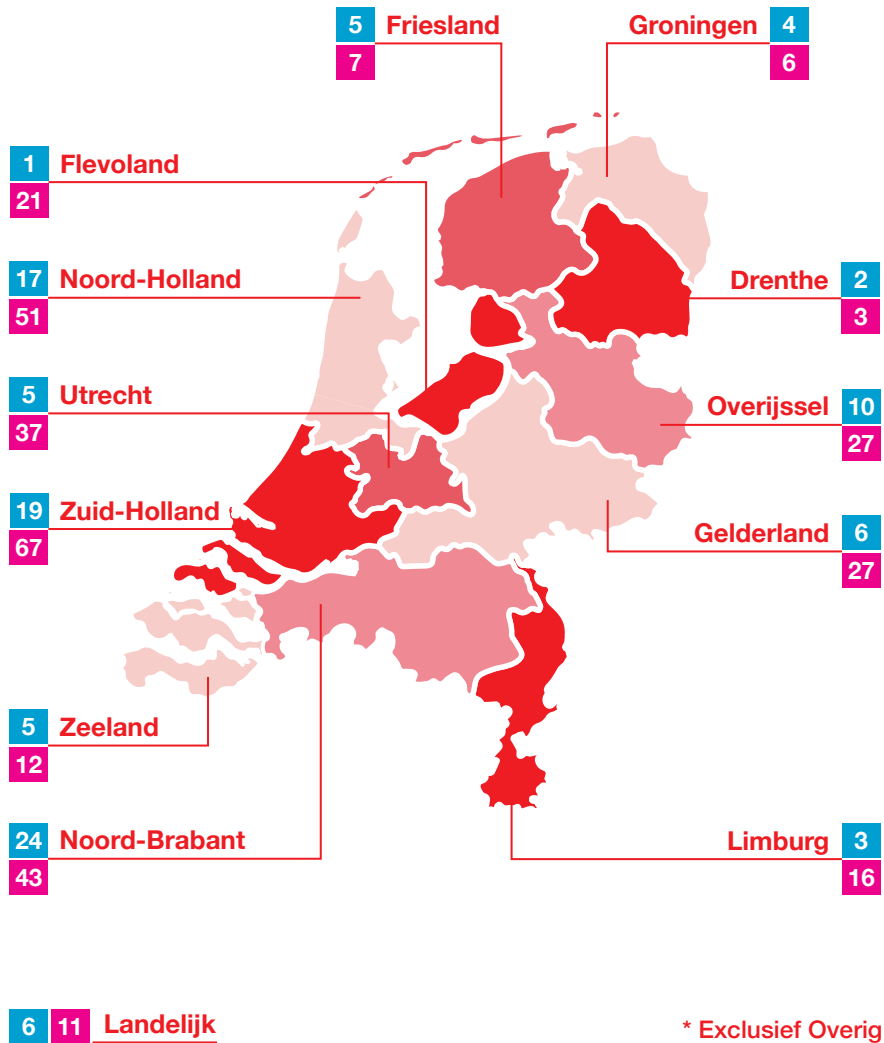 5 Friesland
7
Groningen 4
6
1 Flevoland
21
17 Noord-Holland
51
Drenthe 2
3
5 Utrecht
37
Overijssel 10
27
19 Zuid-Holland
67
Gelderland 6
27
5 Zeeland
12
24 Noord-Brabant
43
Limburg 3
16
6 11 Landelijk
* Exclusief Overig